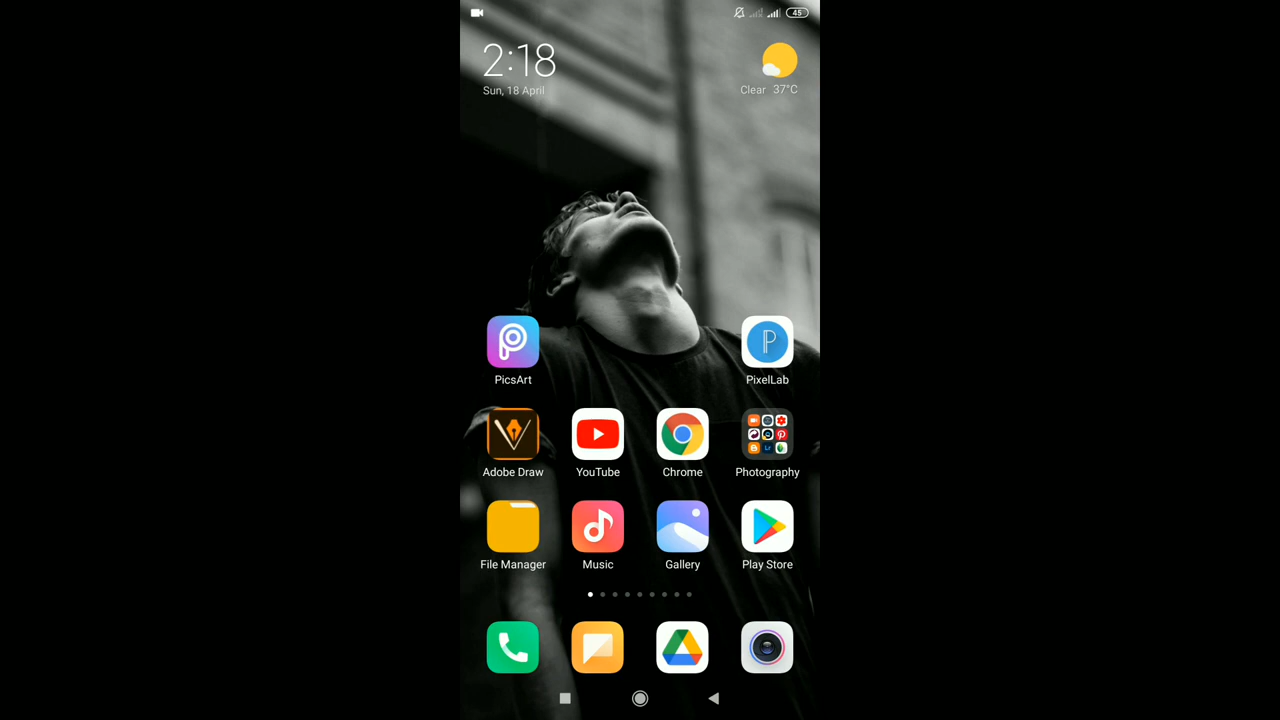 45
2:18
Sun, 18 April
Clear 37°C
PicsArt
PixelLab
Adobe Draw
YouTube
Chrome
Photography
File Manager
Music
Gallery
Play Store